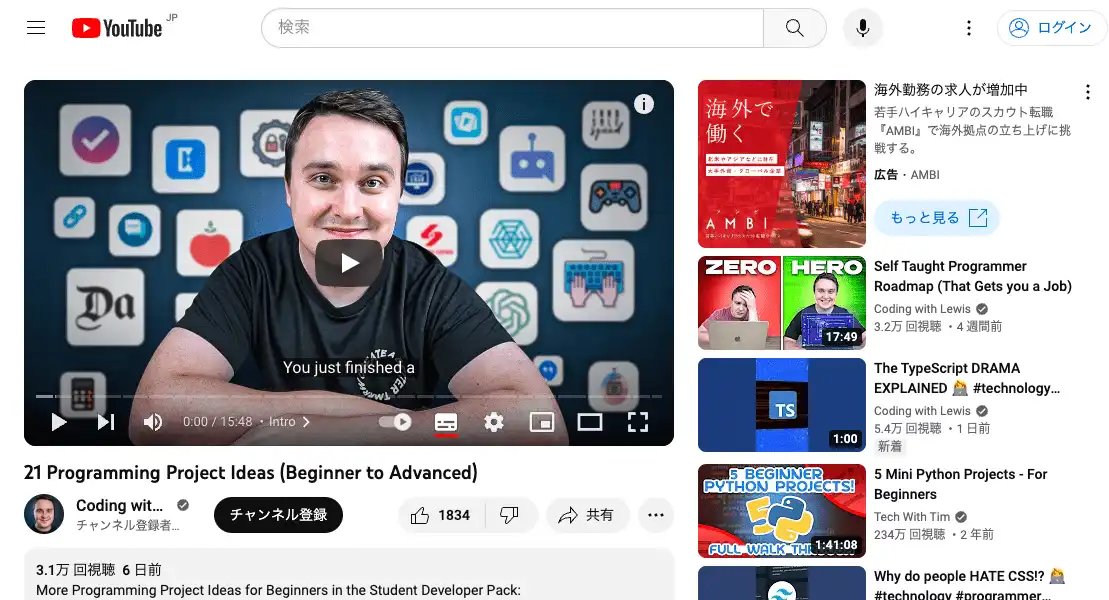 YouTube JP
検索
ログイン
Da
You just finished a
0:00 / 15:48 • Intro
21 Programming Project Ideas (Beginner to Advanced)
Coding wit...
チャンネル登録者...
チャンネル登録
1834
共有
3.1万 回視聴 6 日前
More Programming Project Ideas for Beginners in the Student Developer Pack:
海外で
働く
AMBI
海外勤務の求人が増加中
若手ハイキャリアのスカウト転職
『AMBI』で海外拠点の立ち上げに挑
戦する。
広告・AMBI
もっと見る
ZERO HERO
17:49
Self Taught Programmer
Roadmap (That Gets you a Job)
Coding with Lewis
3.2万 回視聴・4 週間前
TS
1:00
The TypeScript DRAMA
EXPLAINED 🙇 #technology...
Coding with Lewis
5.4万 回視聴・1 日前
新着
5 BEGINNER
PYTHON PROJECTS!
FULL WALK THROUGH
1:41:08
5 Mini Python Projects - For
Beginners
Tech With Tim
234万 回視聴・2 年前
Why do people HATE CSS!? 🙇
#technology #programmer...